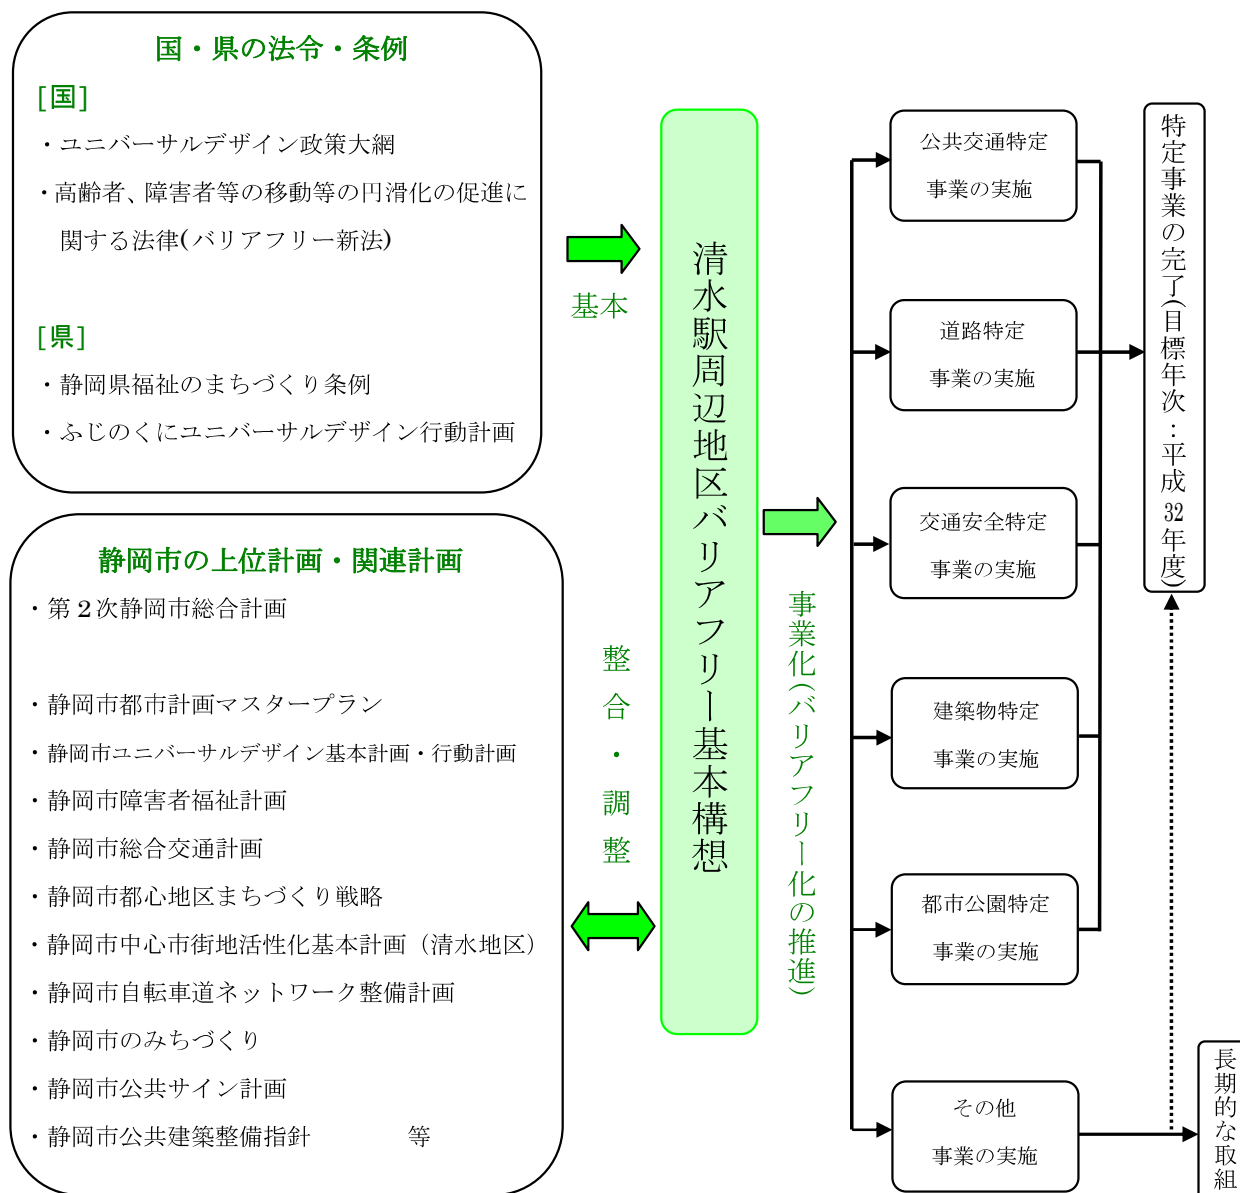 国・県の法令・条例
[国]
・ユニバーサルデザイン政策大綱
・高齢者、障害者等の移動等の円滑化の促進に
関する法律(バリアフリー新法)
[県]
・静岡県福祉のまちづくり条例
・ふじのくにユニバーサルデザイン行動計画
静岡市の上位計画・関連計画
・第2次静岡市総合計画
・静岡市都市計画マスタープラン
・静岡市ユニバーサルデザイン基本計画・行動計画
・静岡市障害者福祉計画
・静岡市総合交通計画
・静岡市都心地区まちづくり戦略
・静岡市中心市街地活性化基本計画（清水地区）
・静岡市自転車道ネットワーク整備計画
・静岡市のみちづくり
・静岡市公共サイン計画
・静岡市公共建築整備指針　　　　等
基本
整合・調整
清水駅周辺地区バリアフリー基本構想
事業化(バリアフリー化の推進)
公共交通特定
事業の実施
道路特定
事業の実施
交通安全特定
事業の実施
建築物特定
事業の実施
都市公園特定
事業の実施
その他
事業の実施
特定事業の完了(目標年次：平成32年度)
長期的な取組